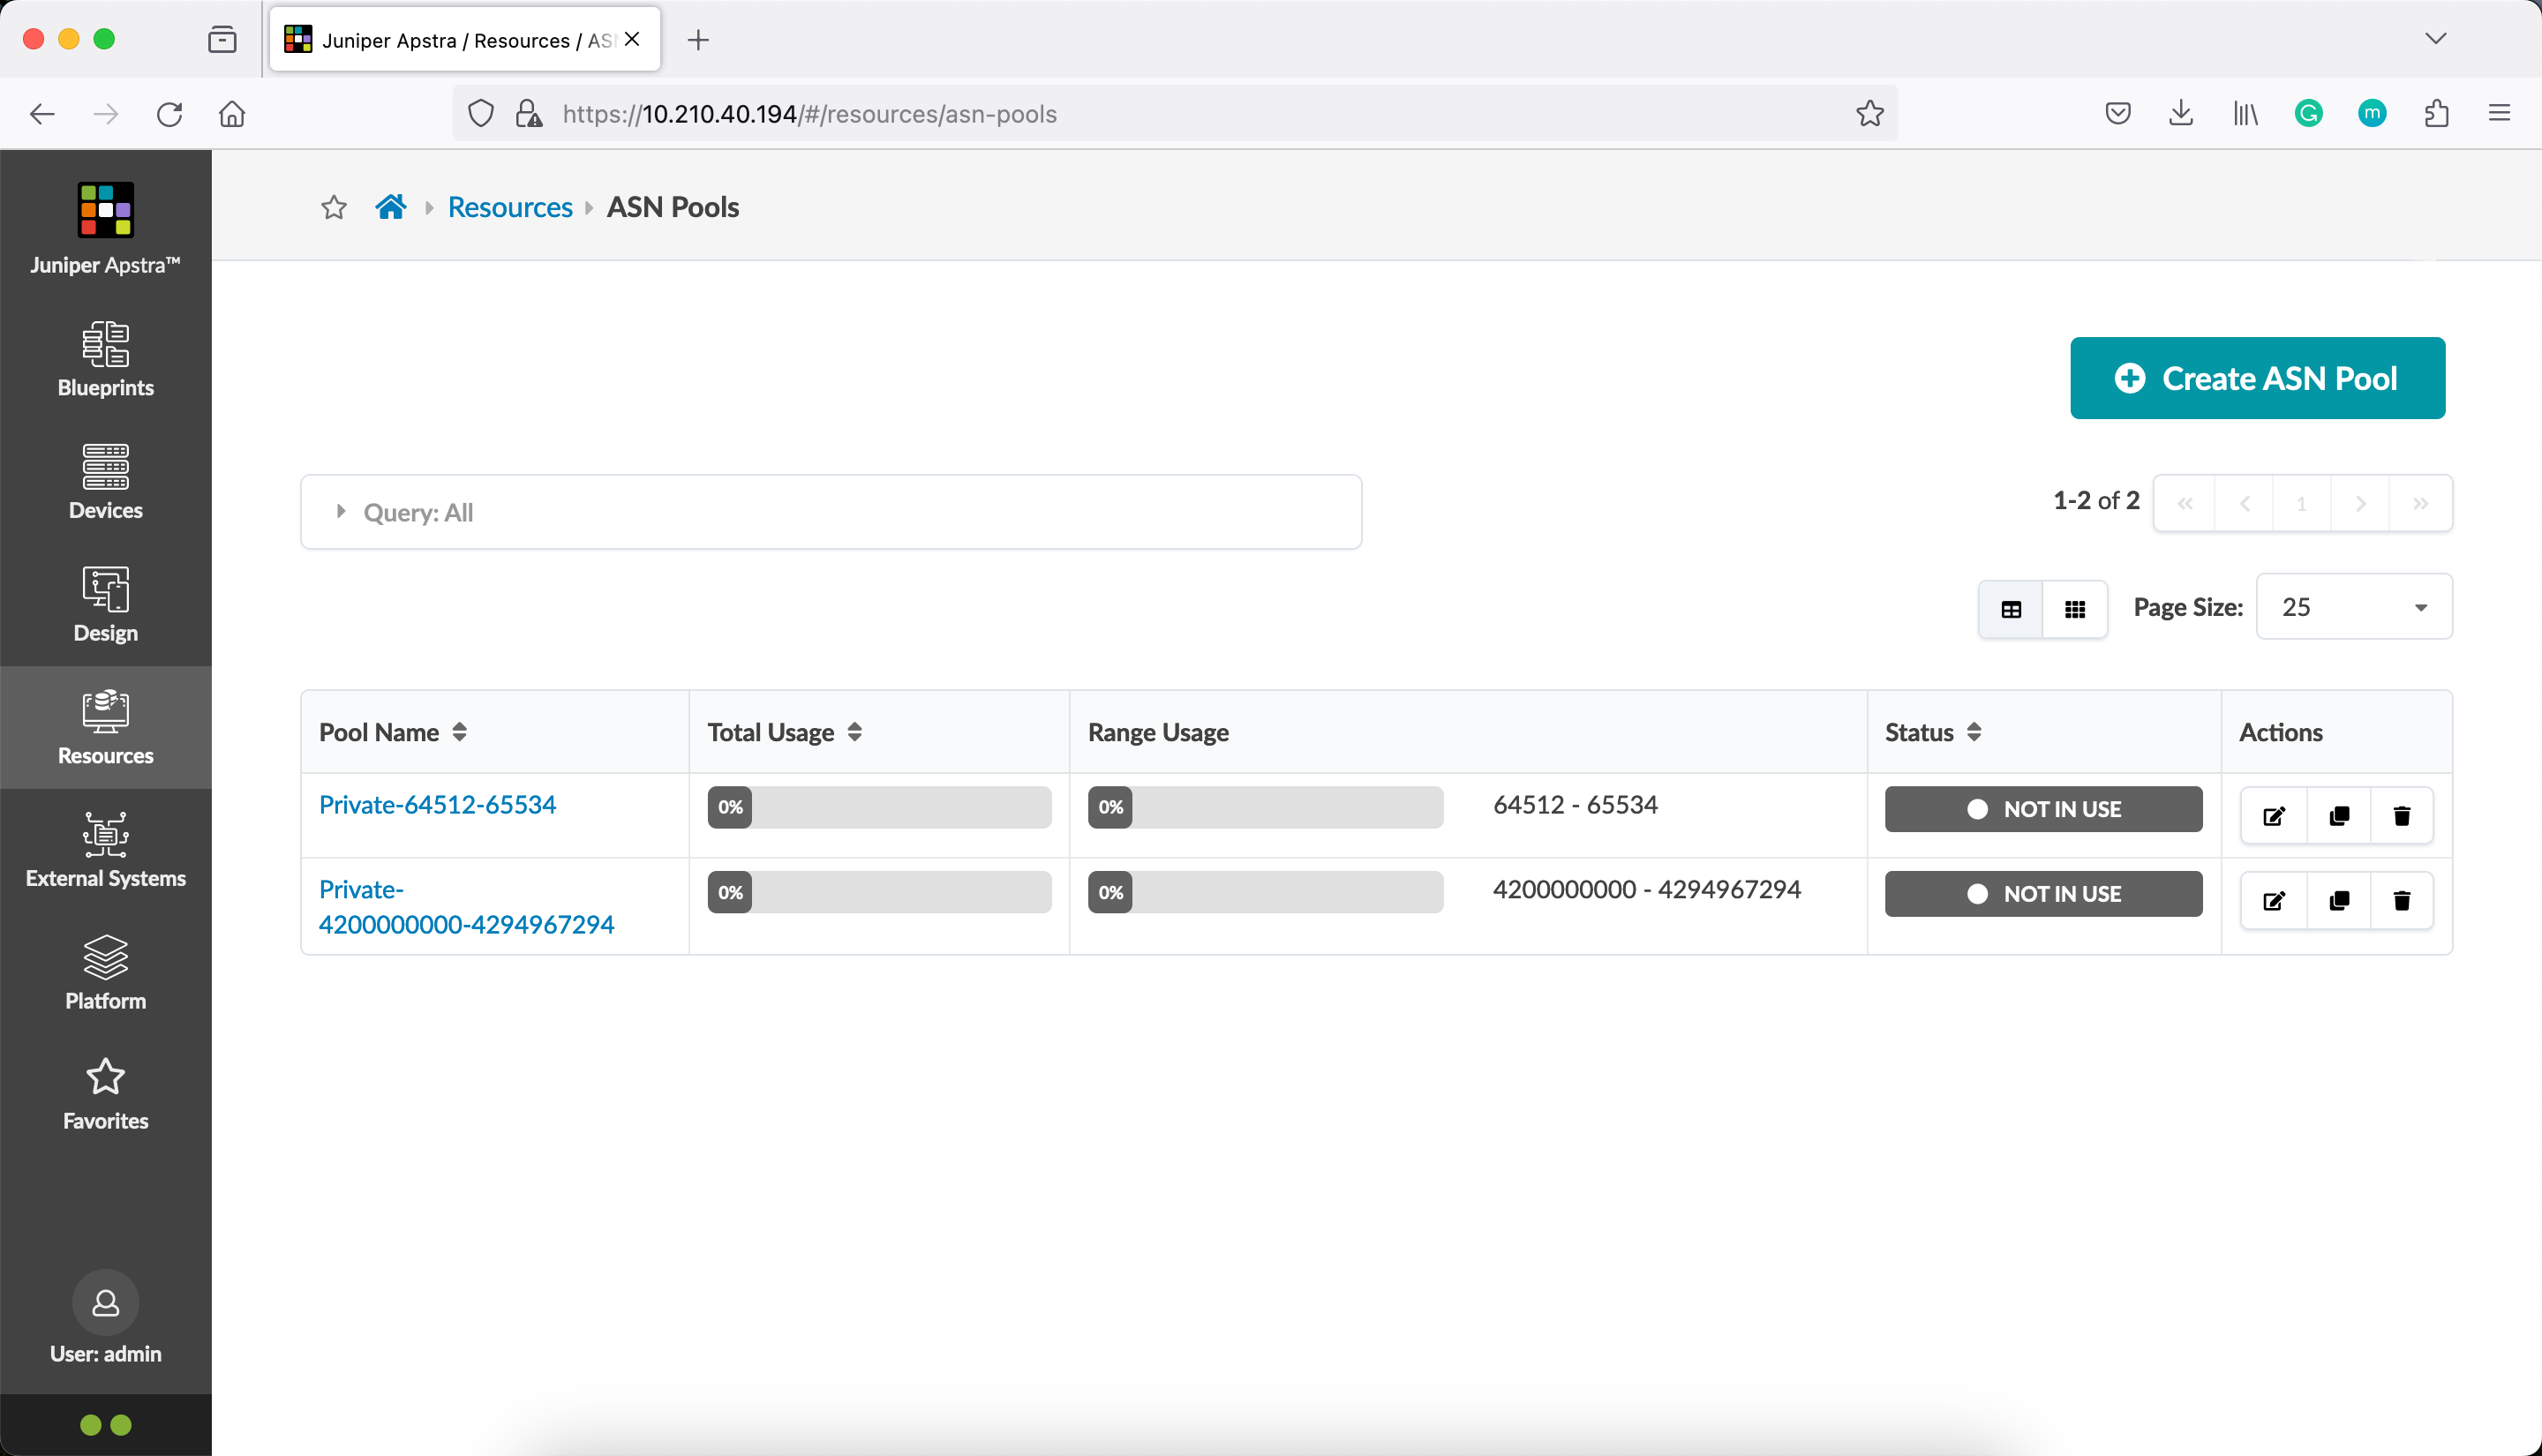 Juniper Apstra / Resources / AS
https://10.210.40.194/#/resources/asn-pools
Juniper Apstra™
Blueprints
Devices
Design
Resources
External Systems
Platform
Favorites
User: admin
Resources
ASN Pools
Create ASN Pool
Query: All
1-2 of 2
« < 1 > »
Page Size: 25
Pool Name Total Usage Range Usage Status Actions
Private-64512-65534 0% 0% 64512 - 65534 NOT IN USE
Private-
4200000000-4294967294 0% 0% 4200000000 - 4294967294 NOT IN USE
G
m